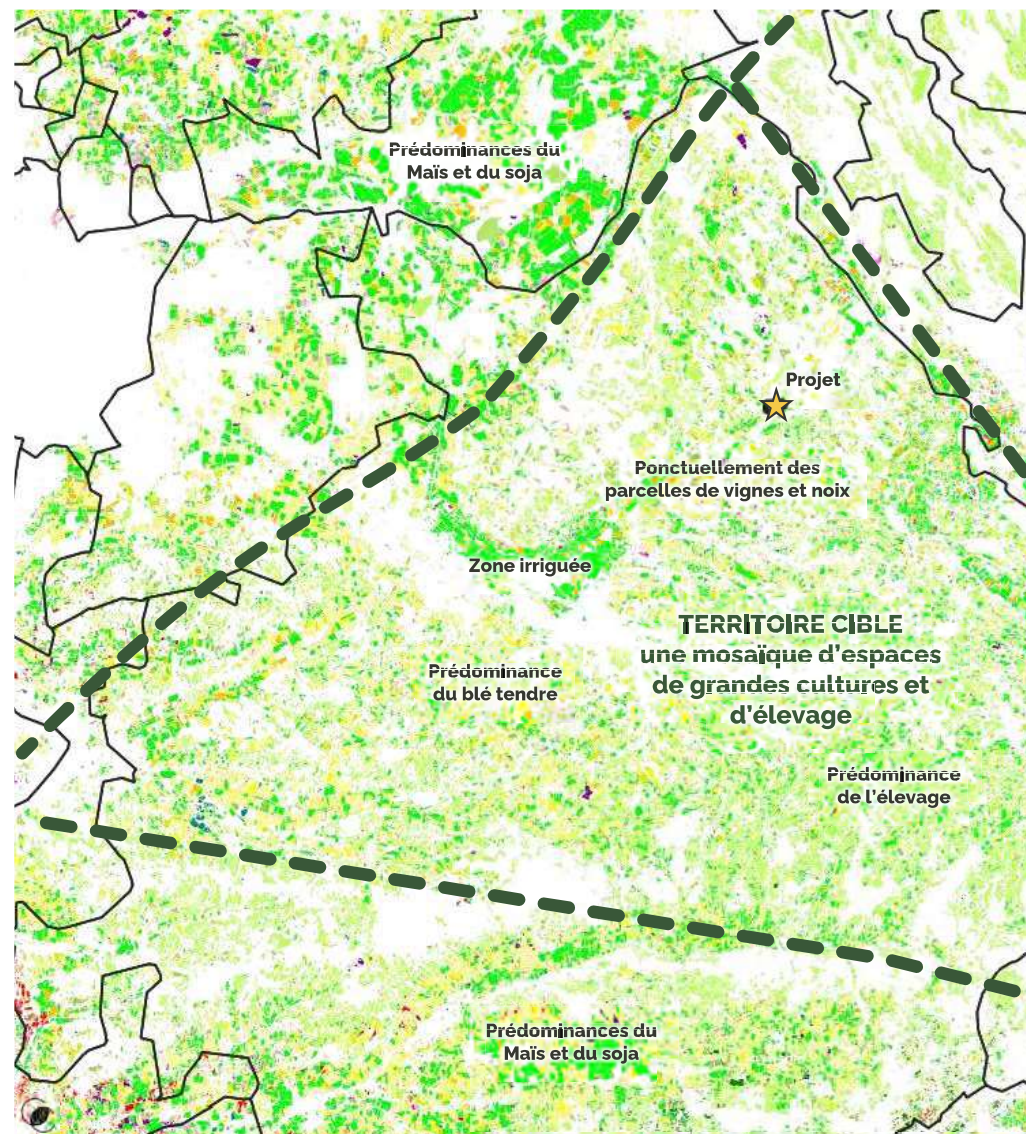 Prédominances du
Maïs et du soja
Projet
Ponctuellement des
parcelles de vignes et noix
Zone irriguée
TERRITOIRE CIBLE
une mosaïque d'espaces
de grandes cultures et
d'élevage
Prédominance
du blé tendre
Prédominance
de l'élevage
Prédominances du
Maïs et du soja